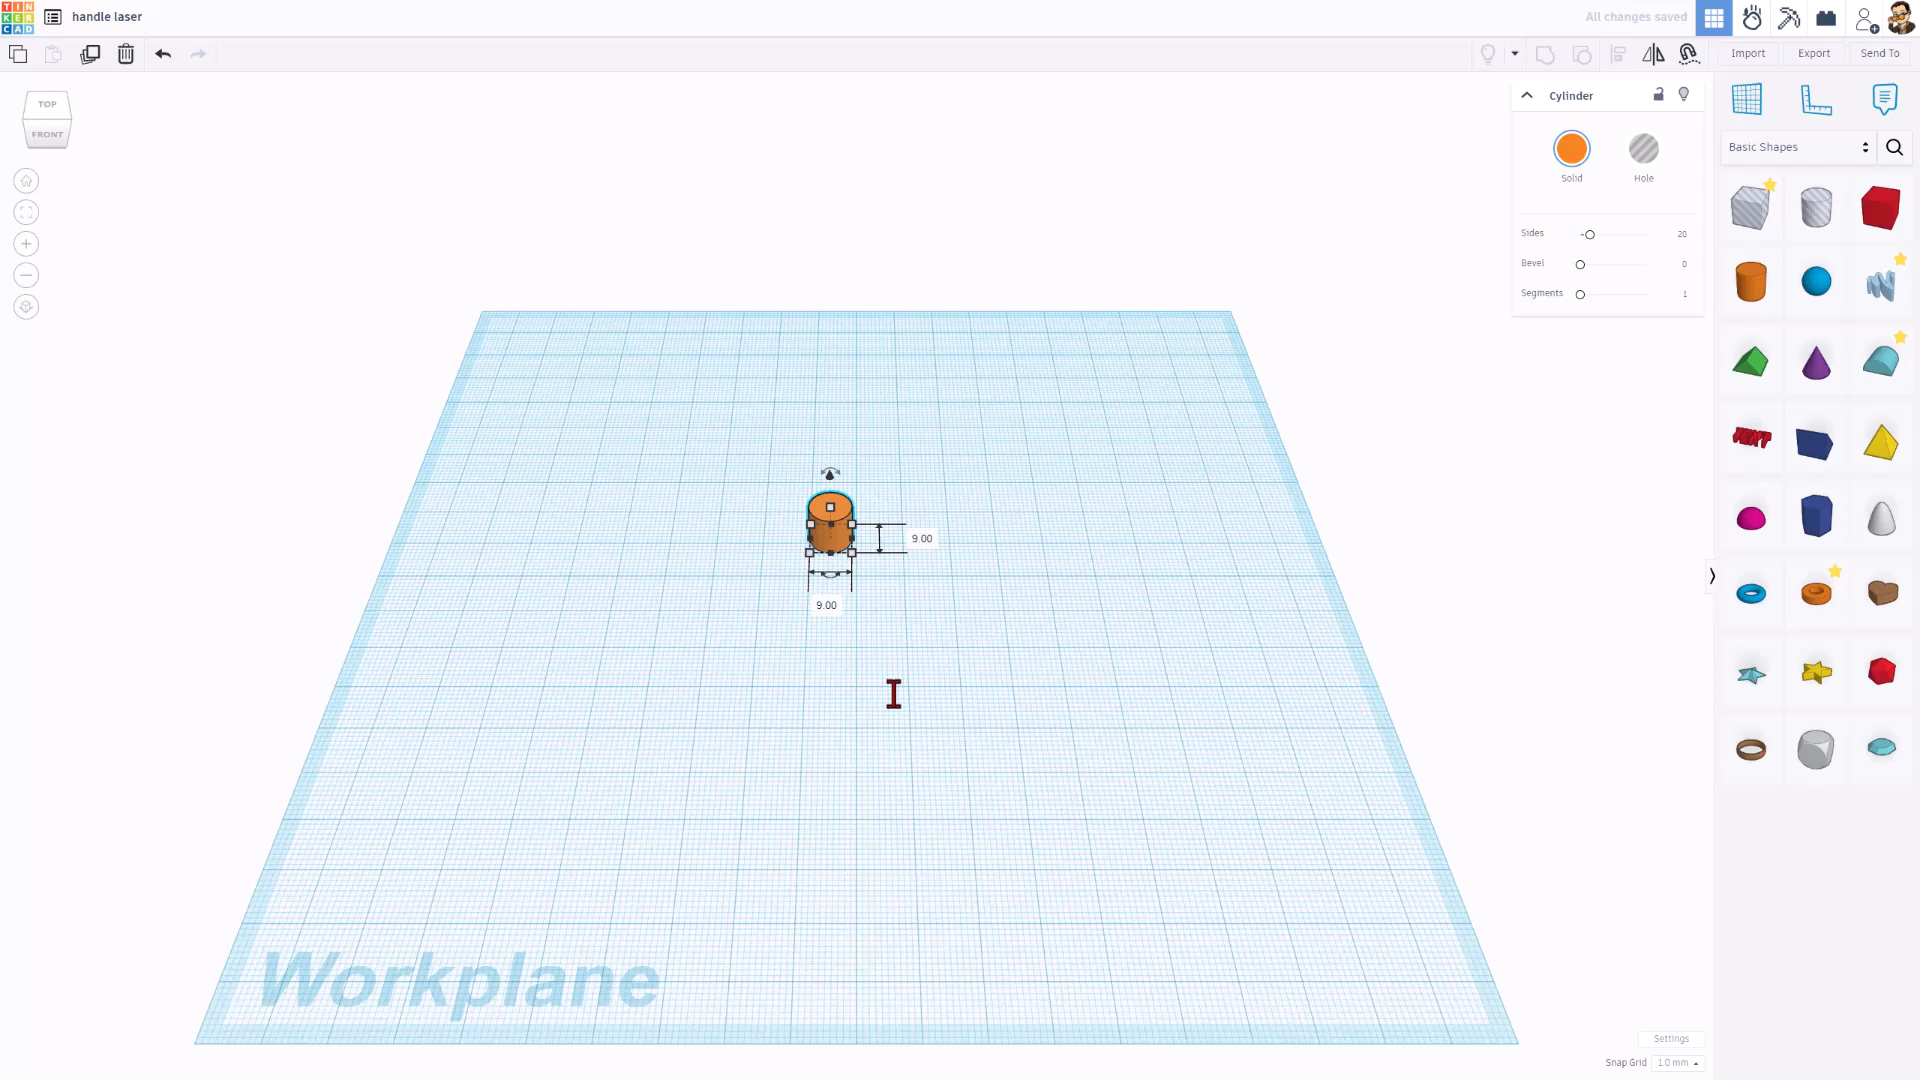 TIN
KER
CAD
handle laser
All changes saved
Import
Export
Send To
TOP
FRONT
Cylinder
Solid
Hole
Sides
20
Bevel
0
Segments
1
Basic Shapes
9.00
9.00
Workplane
Settings
Snap Grid
1.0 mm